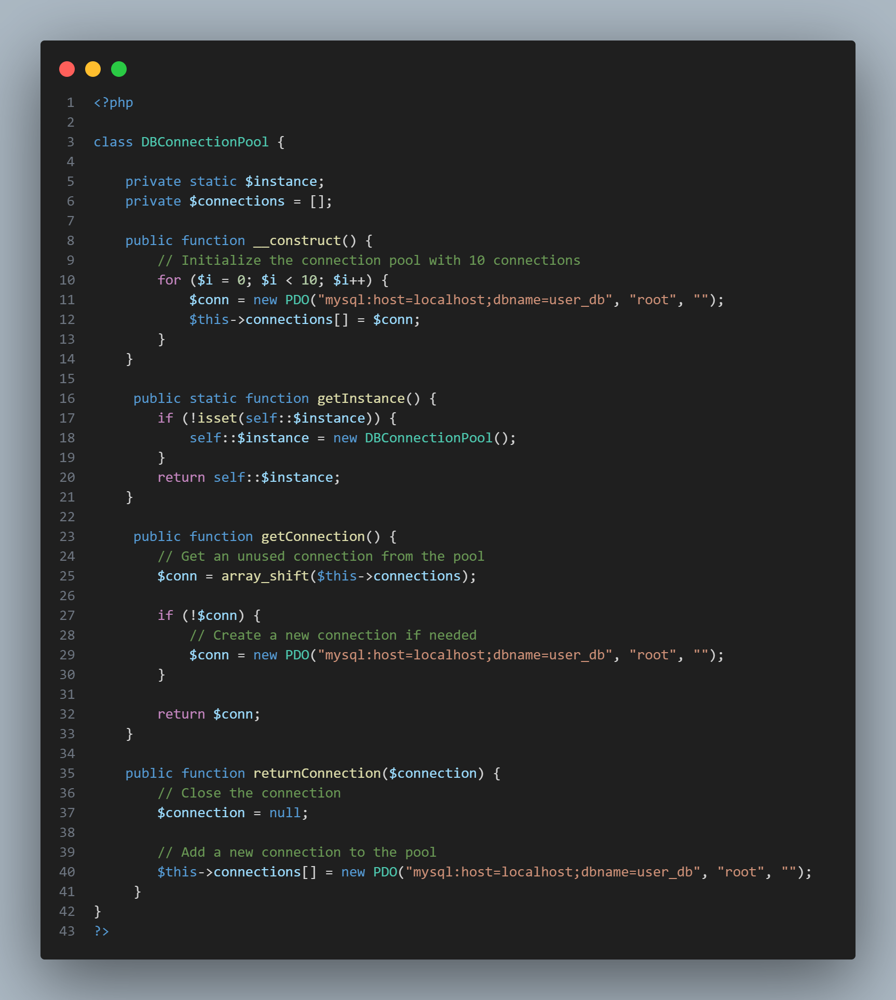 1 <?php
2
3 class DBConnectionPool {
4
5     private static $instance;
6     private $connections = [];
7
8     public function __construct() {
9         // Initialize the connection pool with 10 connections
10         for ($i = 0; $i < 10; $i++) {
11             $conn = new PDO("mysql:host=localhost;dbname=user_db", "root", "");
12             $this->connections[] = $conn;
13         }
14     }
15
16      public static function getInstance() {
17         if (!isset(self::$instance)) {
18             self::$instance = new DBConnectionPool();
19         }
20         return self::$instance;
21     }
22
23      public function getConnection() {
24         // Get an unused connection from the pool
25         $conn = array_shift($this->connections);
26
27         if (!$conn) {
28             // Create a new connection if needed
29             $conn = new PDO("mysql:host=localhost;dbname=user_db", "root", "");
30         }
31
32         return $conn;
33     }
34
35     public function returnConnection($connection) {
36         // Close the connection
37         $connection = null;
38
39         // Add a new connection to the pool
40         $this->connections[] = new PDO("mysql:host=localhost;dbname=user_db", "root", "");
41      }
42 }
43 ?>